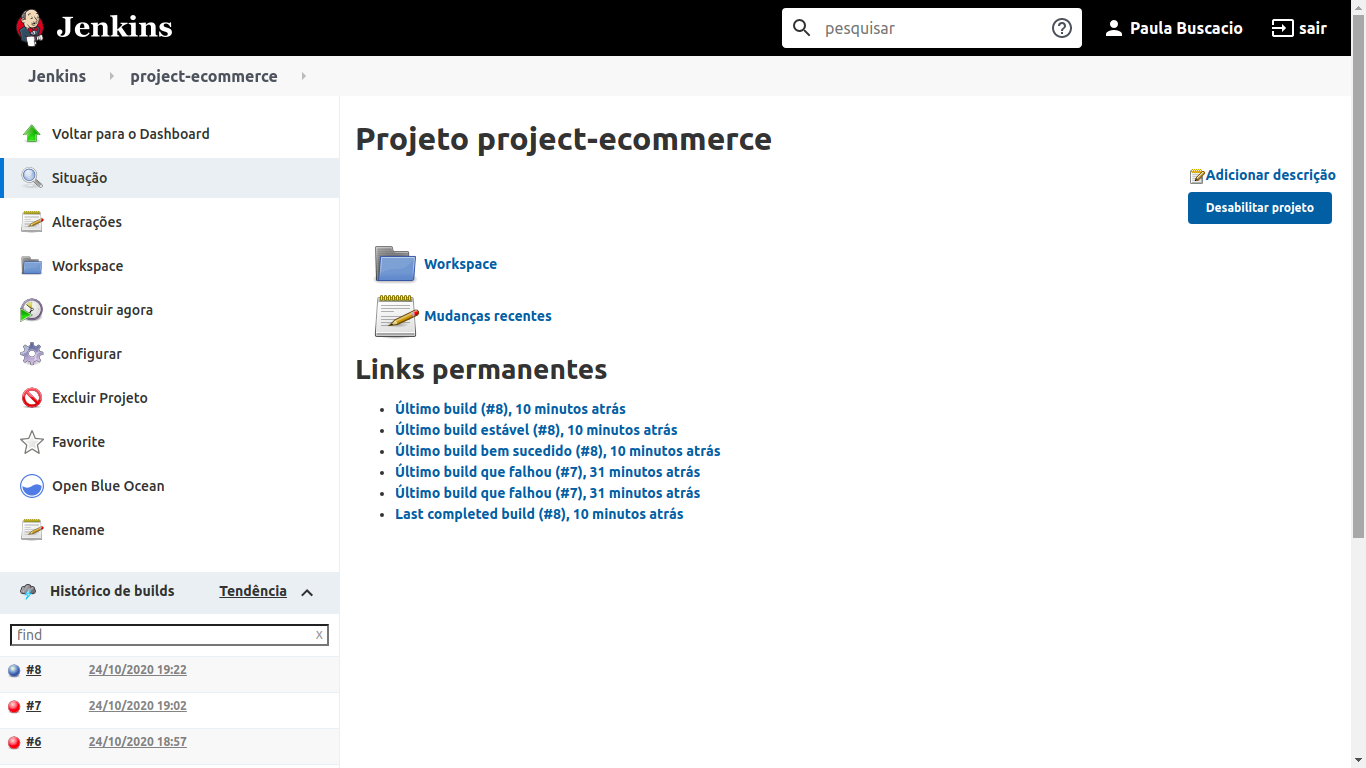 Jenkins
pesquisar
Paula Buscacio
sair
Jenkins
project-ecommerce
Voltar para o Dashboard
Situação
Alterações
Workspace
Construir agora
Configurar
Excluir Projeto
Favorite
Open Blue Ocean
Rename
Histórico de builds Tendência
find x
#8 24/10/2020 19:22
#7 24/10/2020 19:02
#6 24/10/2020 18:57
Projeto project-ecommerce
Adicionar descrição
Desabilitar projeto
Workspace
Mudanças recentes
Links permanentes
Último build (#8), 10 minutos atrás
Último build estável (#8), 10 minutos atrás
Último build bem sucedido (#8), 10 minutos atrás
Último build que falhou (#7), 31 minutos atrás
Último build que falhou (#7), 31 minutos atrás
Last completed build (#8), 10 minutos atrás